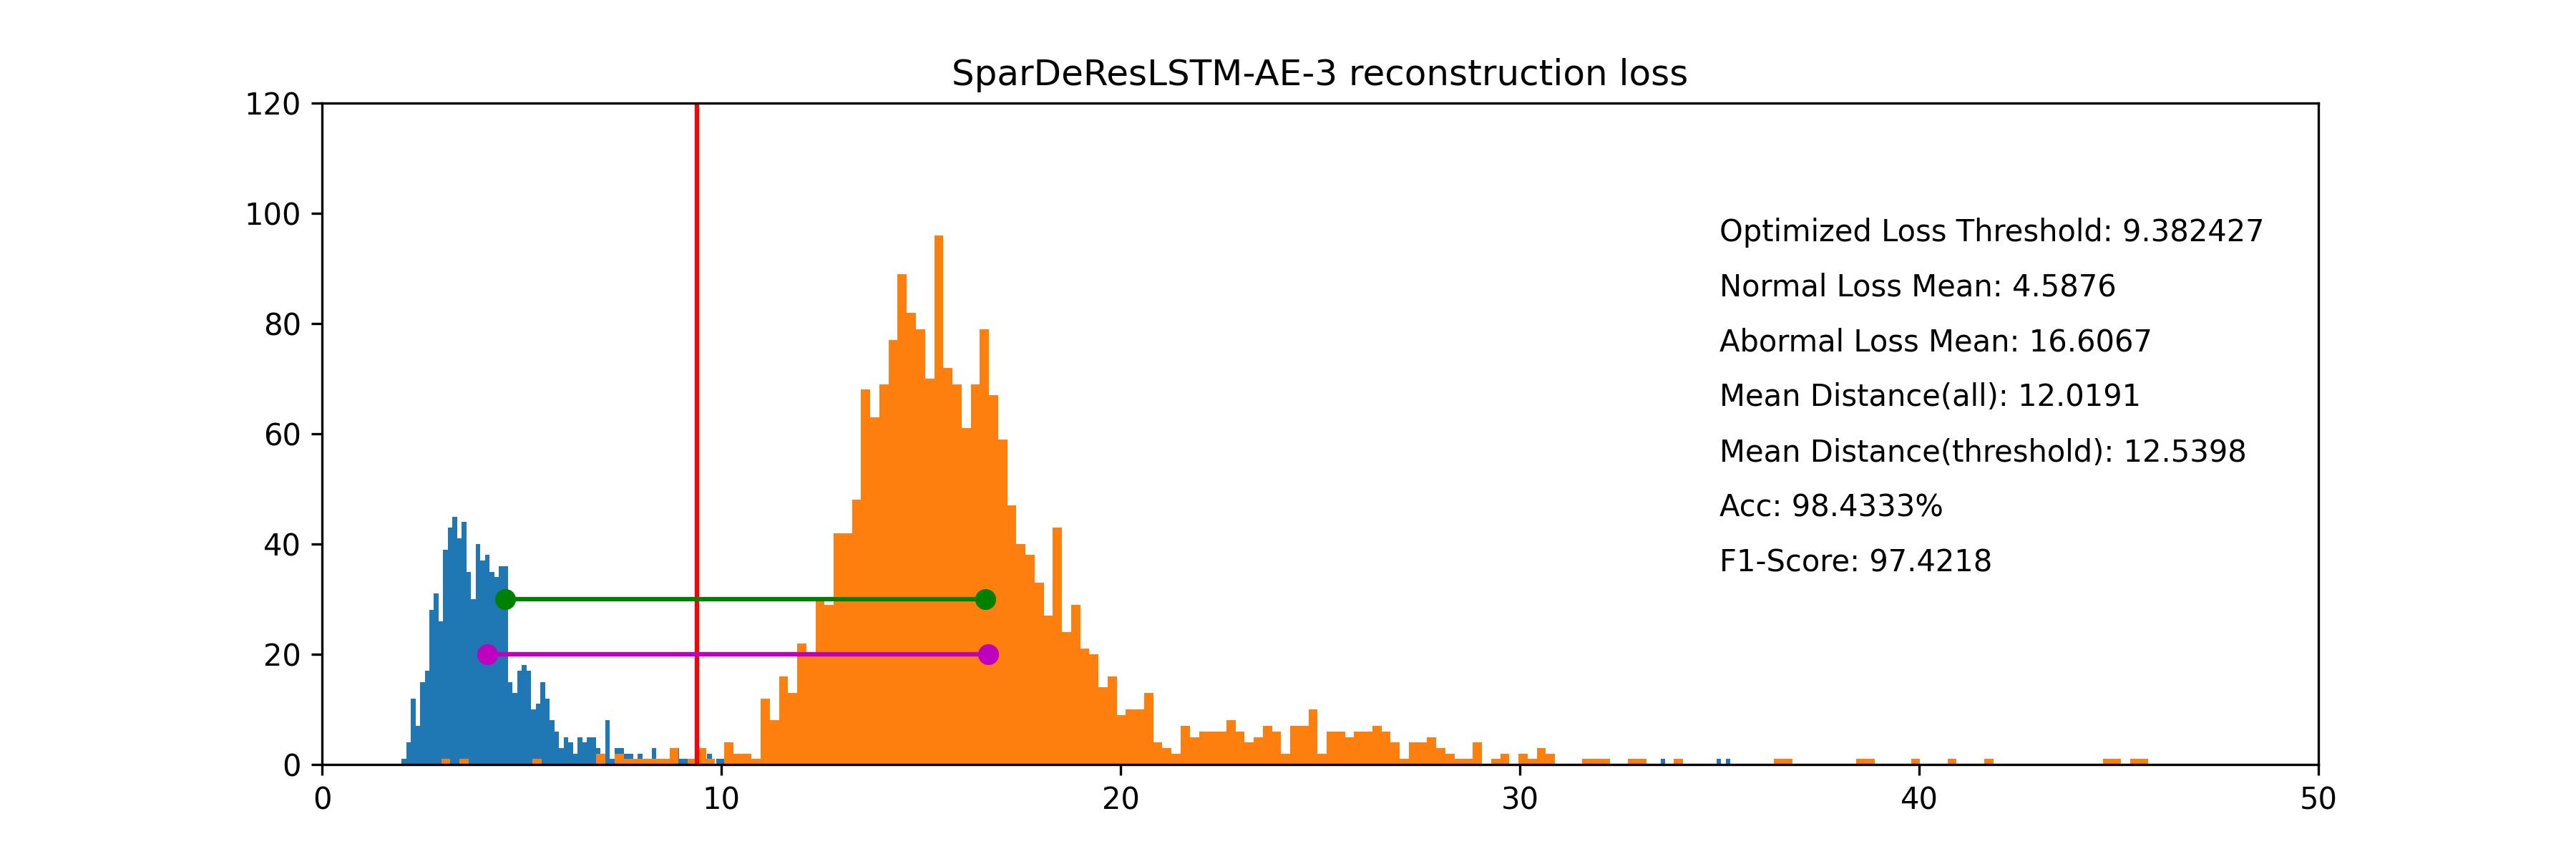 SparDeResLSTM-AE-3 reconstruction loss
120
100
80
60
40
20
0
Optimized Loss Threshold: 9.382427
Normal Loss Mean: 4.5876
Abormal Loss Mean: 16.6067
Mean Distance(all): 12.0191
Mean Distance(threshold): 12.5398
Acc: 98.4333%
F1-Score: 97.4218
0 10 20 30 40 50